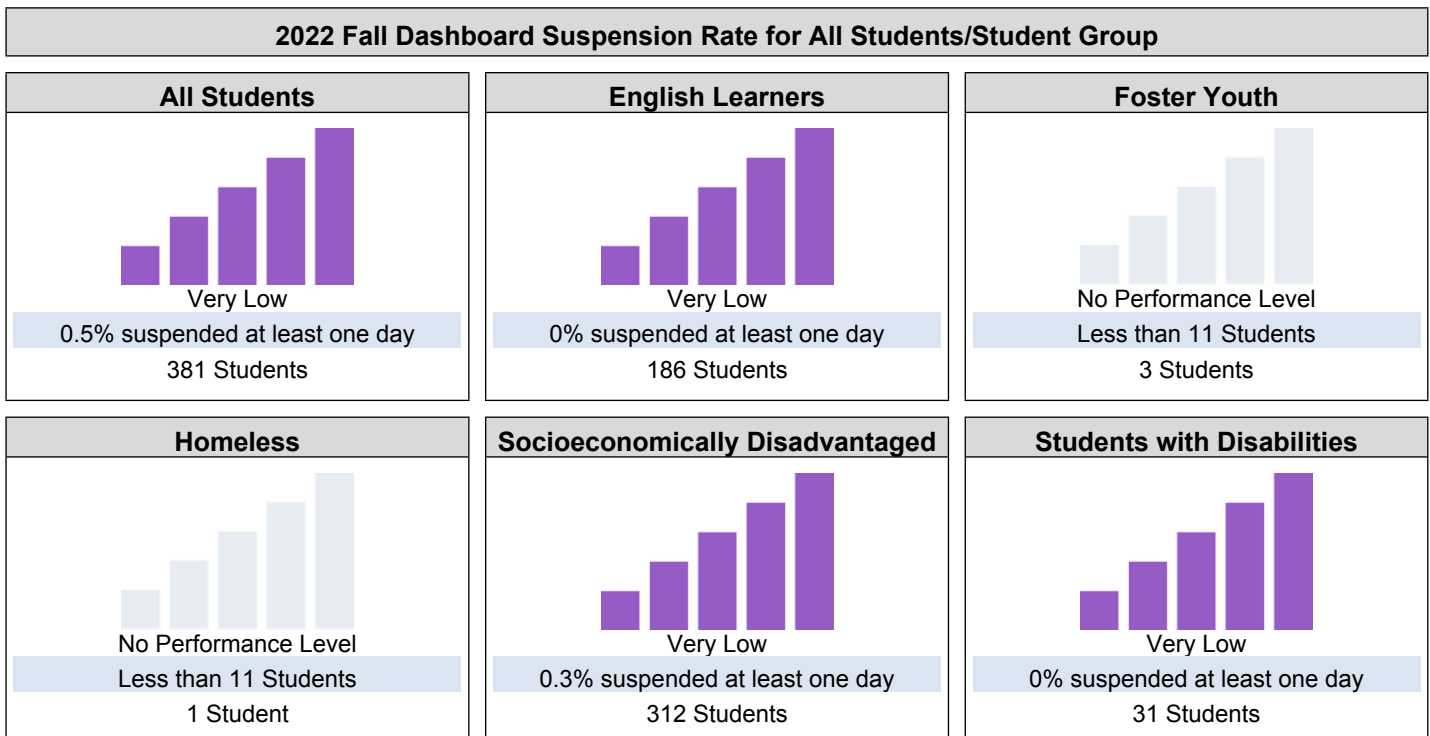 2022 Fall Dashboard Suspension Rate for All Students/Student Group
All Students
Very Low
0.5% suspended at least one day
381 Students
English Learners
Very Low
0% suspended at least one day
186 Students
Foster Youth
No Performance Level
Less than 11 Students
3 Students
Homeless
No Performance Level
Less than 11 Students
1 Student
Socioeconomically Disadvantaged
Very Low
0.3% suspended at least one day
312 Students
Students with Disabilities
Very Low
0% suspended at least one day
31 Students